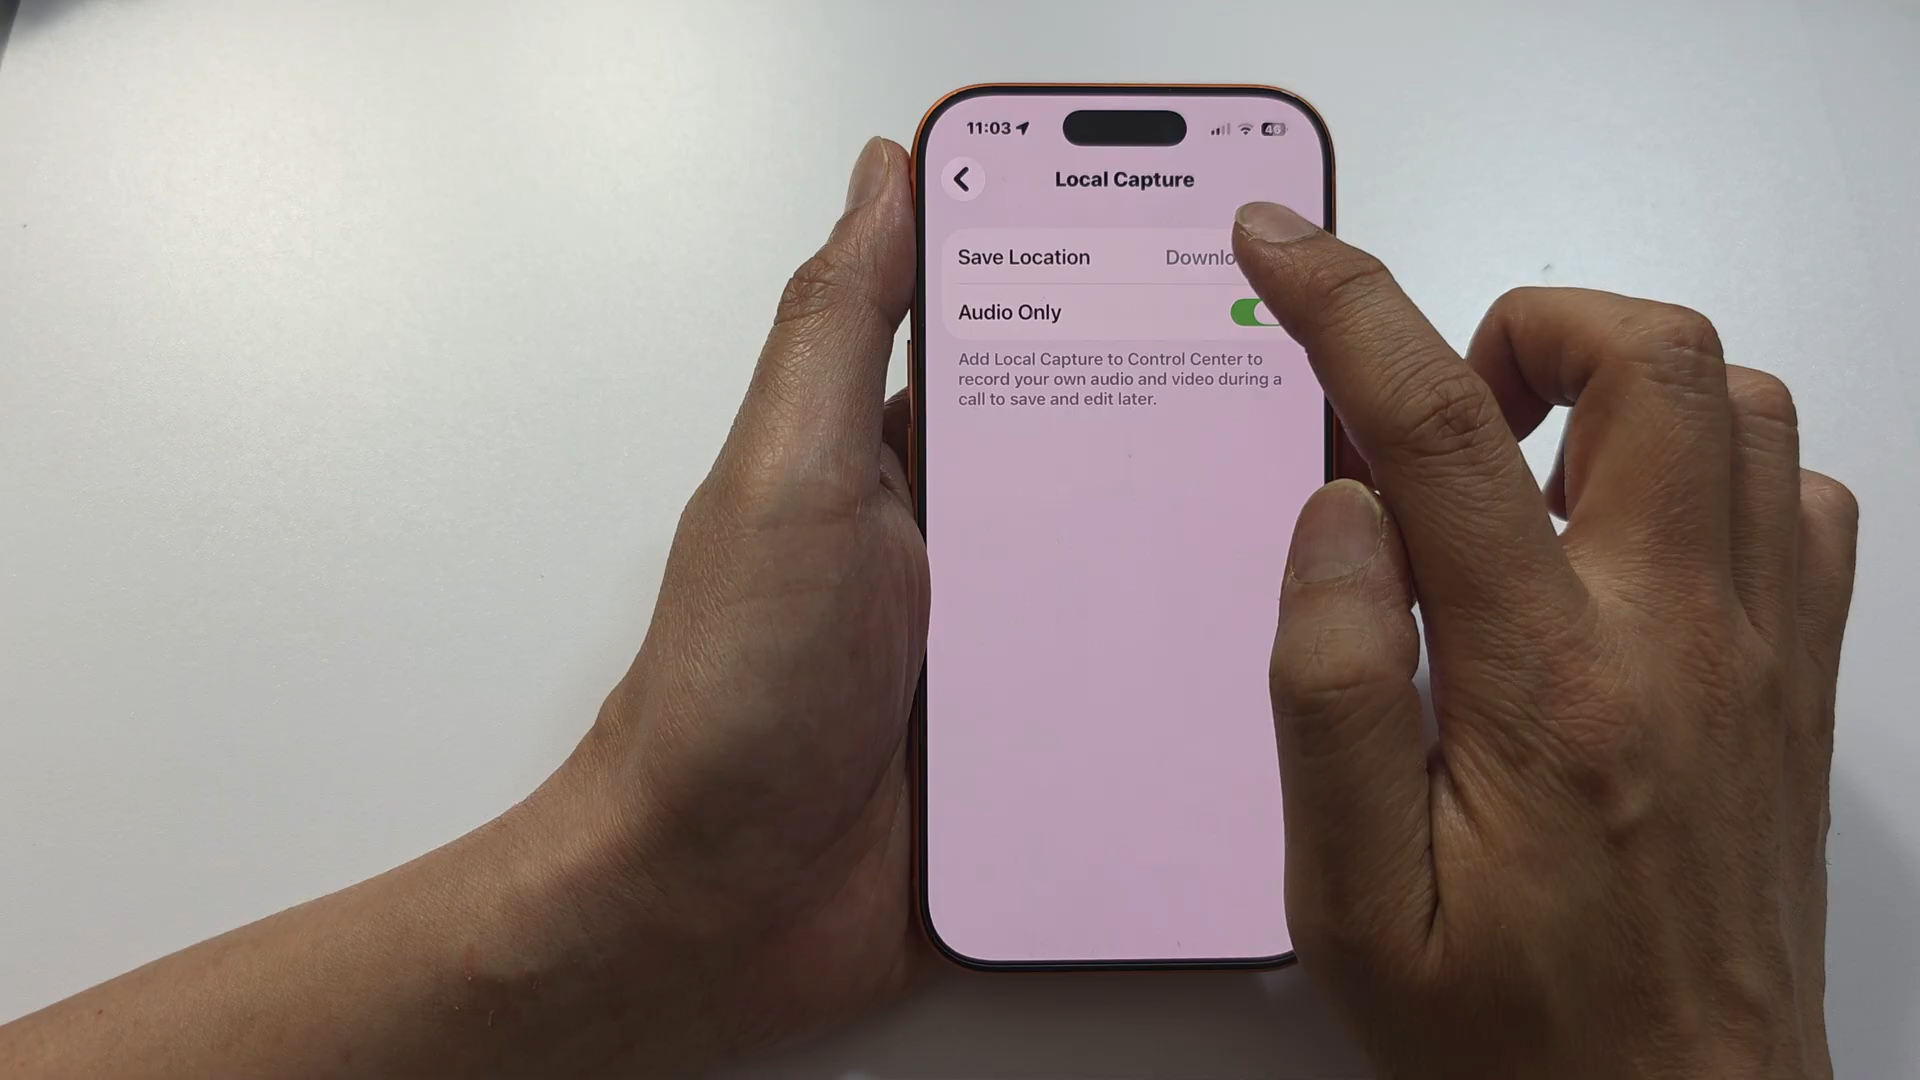 11:03 46
Local Capture
Save Location Downlo
Audio Only
Add Local Capture to Control Center to
record your own audio and video during a
call to save and edit later.